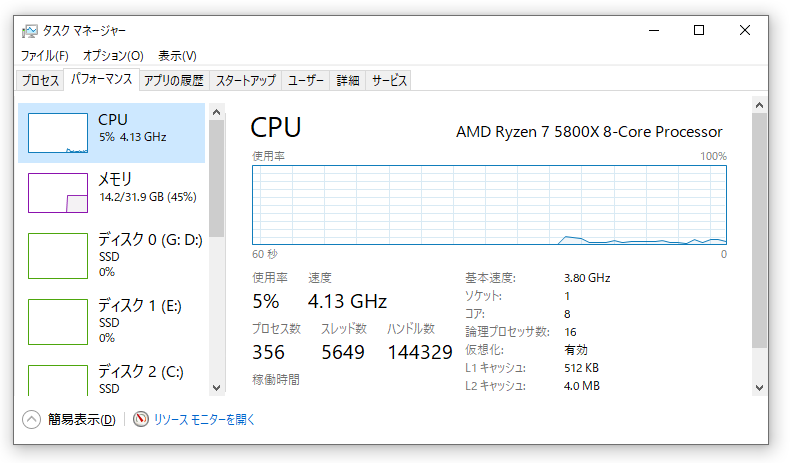 タスク マネージャー
ファイル(F) オプション(O) 表示(V)
プロセス パフォーマンス アプリの履歴 スタートアップ ユーザー 詳細 サービス
CPU
5% 4.13 GHz
メモリ
14.2/31.9 GB (45%)
ディスク 0 (G: D:)
SSD
0%
ディスク 1 (E:)
SSD
0%
ディスク 2 (C:)
SSD
CPU AMD Ryzen 7 5800X 8-Core Processor
使用率 100%
60 秒 0
使用率 速度
5% 4.13 GHz
プロセス数 スレッド数 ハンドル数
356 5649 144329
稼働時間
基本速度: 3.80 GHz
ソケット: 1
コア: 8
論理プロセッサ数: 16
仮想化: 有効
L1 キャッシュ: 512 KB
L2 キャッシュ: 4.0 MB
簡易表示(D) リソース モニターを開く